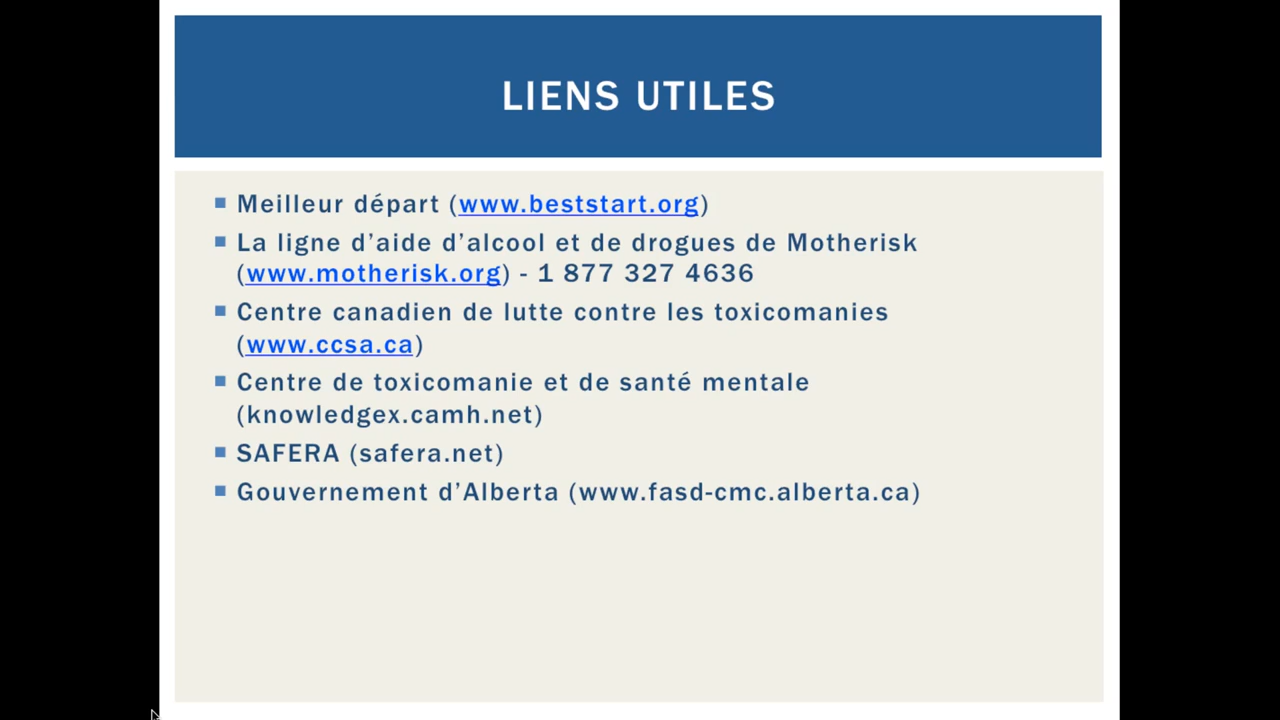 LIENS UTILES
Meilleur départ (www.beststart.org)
La ligne d’aide d’alcool et de drogues de Motherisk
(www.motherisk.org) - 1 877 327 4636
Centre canadien de lutte contre les toxicomanies
(www.ccsa.ca)
Centre de toxicomanie et de santé mentale
(knowledgex.camh.net)
SAFERA (safera.net)
Gouvernement d’Alberta (www.fasd-cmc.alberta.ca)